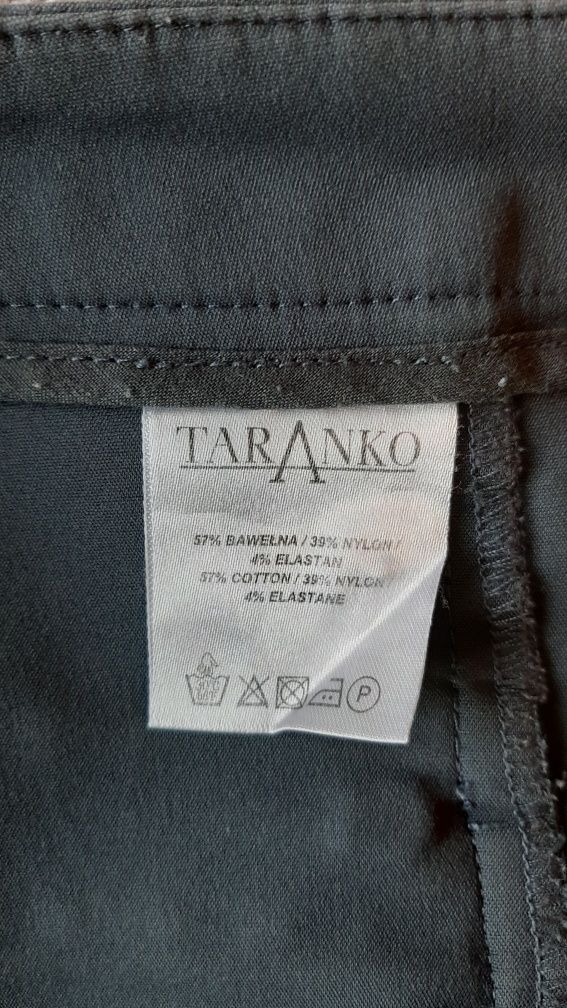 TARANKO
57% BAWEŁNA / 39% NYLON /
4% ELASTAN
57% COTTON / 39% NYLON /
4% ELASTANE
P